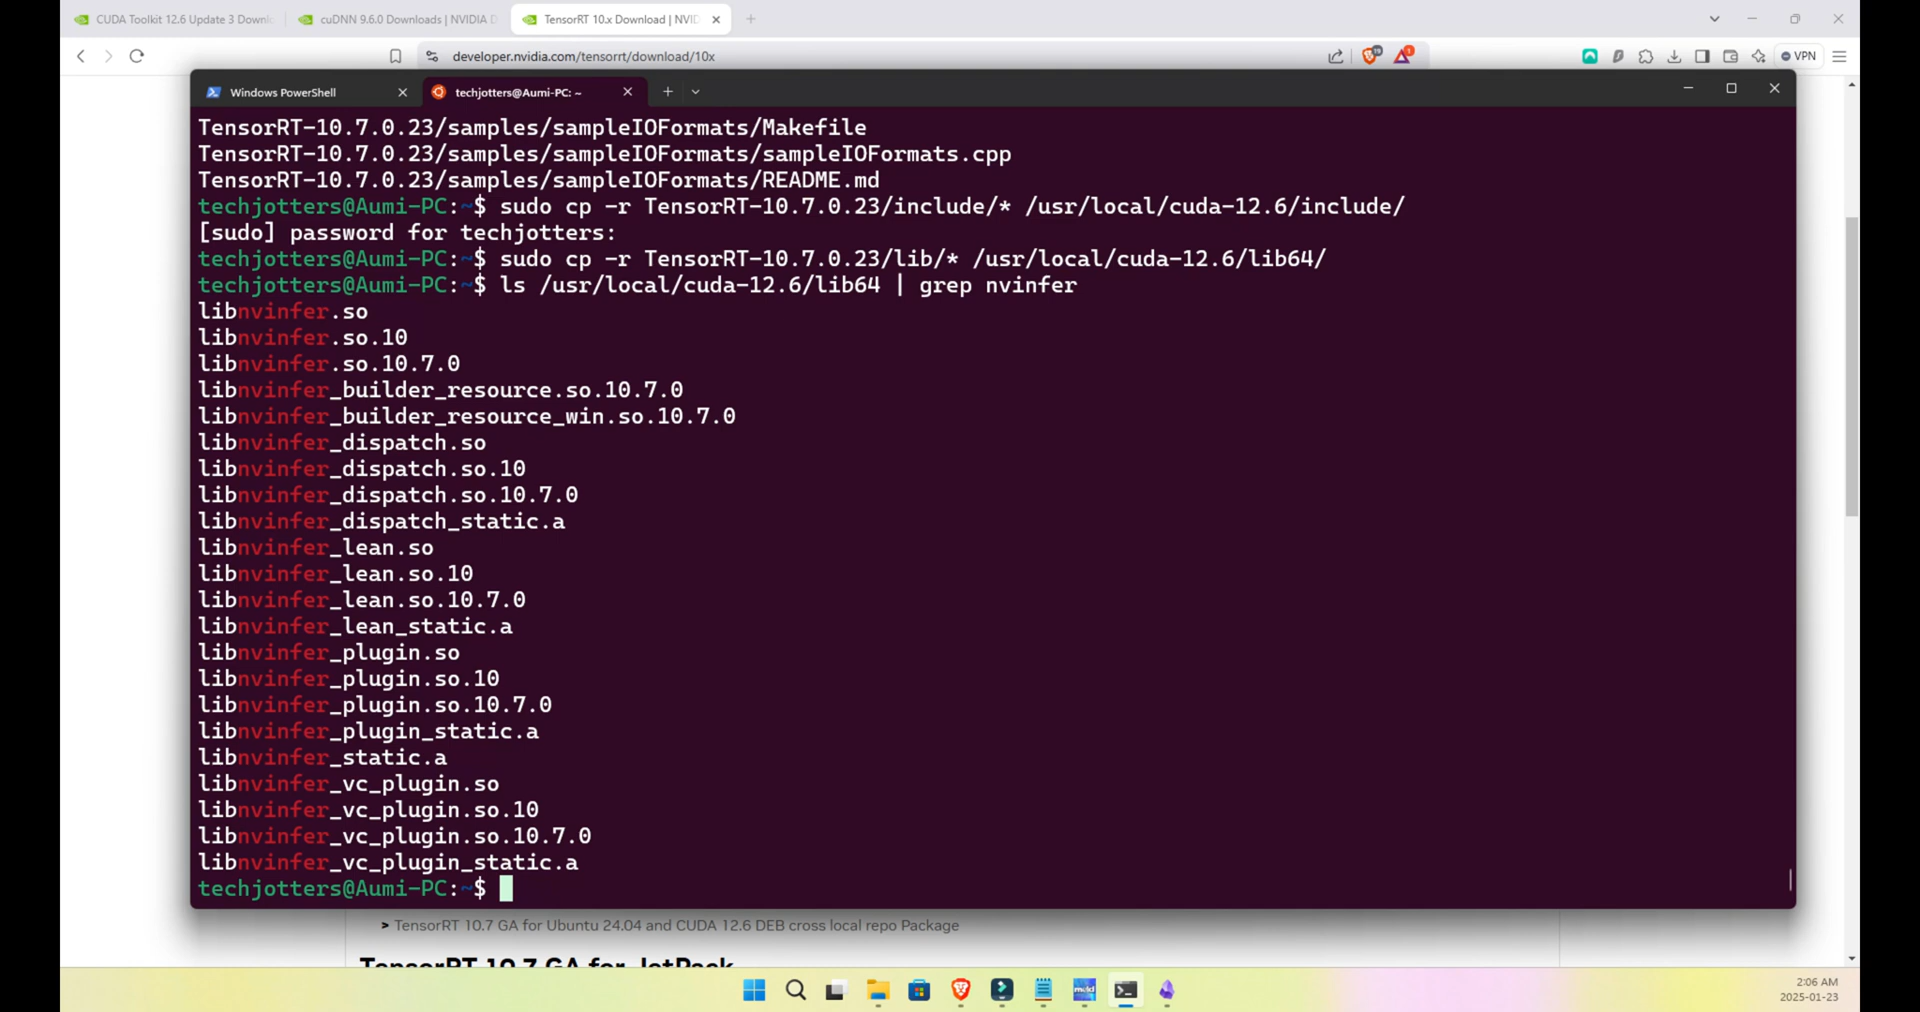 CUDA Toolkit 12.6 Update 3 Downl
cuDNN 9.6.0 Downloads | NVIDIA D
TensorRT 10.x Download | NVI
developer.nvidia.com/tensorrt/download/10x
19
1
VPN
Windows PowerShell
techjotters@Aumi-PC: ~
TensorRT-10.7.0.23/samples/sampleIOFormats/Makefile
TensorRT-10.7.0.23/samples/sampleIOFormats/sampleIOFormats.cpp
TensorRT-10.7.0.23/samples/sampleIOFormats/README.md
techjotters@Aumi-PC:~$ sudo cp -r TensorRT-10.7.0.23/include/* /usr/local/cuda-12.6/include/
[sudo] password for techjotters:
techjotters@Aumi-PC:~$ sudo cp -r TensorRT-10.7.0.23/lib/* /usr/local/cuda-12.6/lib64/
techjotters@Aumi-PC:~$ ls /usr/local/cuda-12.6/lib64 | grep nvinfer
libnvinfer.so
libnvinfer.so.10
libnvinfer.so.10.7.0
libnvinfer_builder_resource.so.10.7.0
libnvinfer_builder_resource_win.so.10.7.0
libnvinfer_dispatch.so
libnvinfer_dispatch.so.10
libnvinfer_dispatch.so.10.7.0
libnvinfer_dispatch_static.a
libnvinfer_lean.so
libnvinfer_lean.so.10
libnvinfer_lean.so.10.7.0
libnvinfer_lean_static.a
libnvinfer_plugin.so
libnvinfer_plugin.so.10
libnvinfer_plugin.so.10.7.0
libnvinfer_plugin_static.a
libnvinfer_static.a
libnvinfer_vc_plugin.so
libnvinfer_vc_plugin.so.10
libnvinfer_vc_plugin.so.10.7.0
libnvinfer_vc_plugin_static.a
techjotters@Aumi-PC:~$
> TensorRT 10.7 GA for Ubuntu 24.04 and CUDA 12.6 DEB cross local repo Package
TensorRT 10.7 GA for JetPack
2:06 AM
2025-01-23